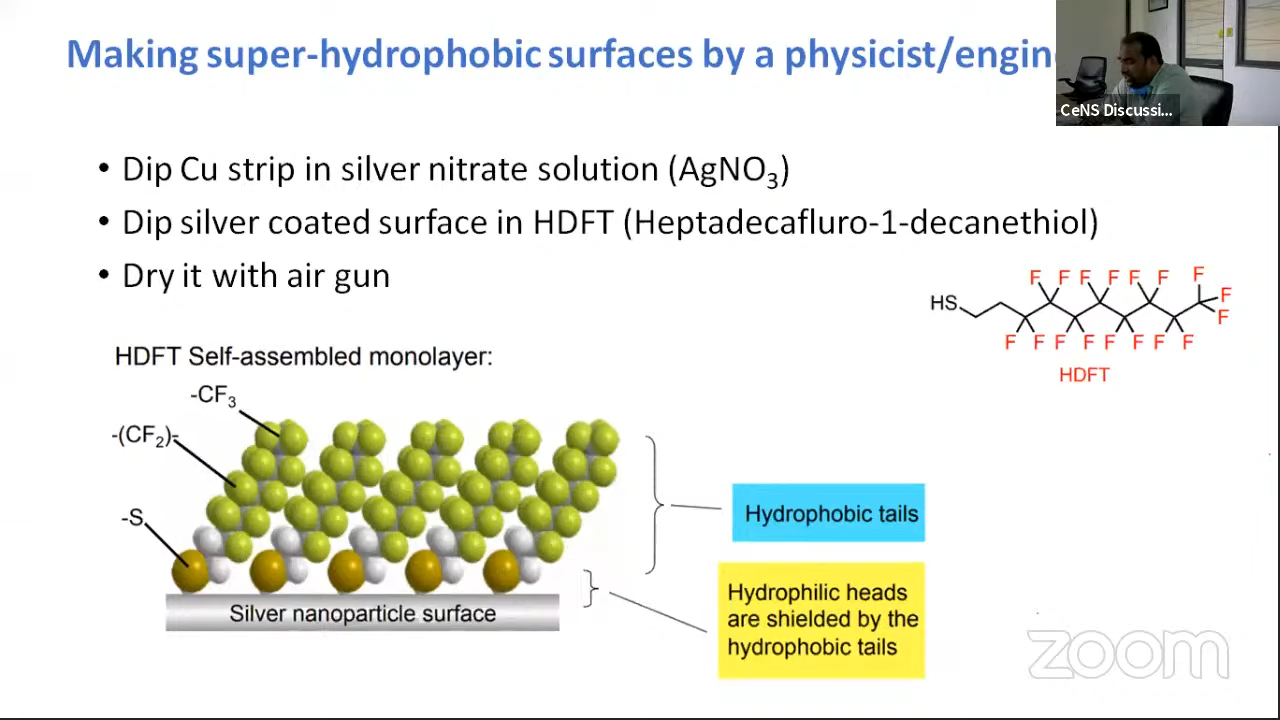 Making super-hydrophobic surfaces by a physicist/engin
CeNS Discussi...
• Dip Cu strip in silver nitrate solution (AgNO₃)
• Dip silver coated surface in HDFT (Heptadecafluro-1-decanethiol)
• Dry it with air gun
F F F F F F F
HS
F
F
F F F F F F F F
HDFT
HDFT Self-assembled monolayer:
-CF₃
-(CF₂)-
-S
Silver nanoparticle surface
Hydrophobic tails
Hydrophilic heads
are shielded by the
hydrophobic tails
zoom